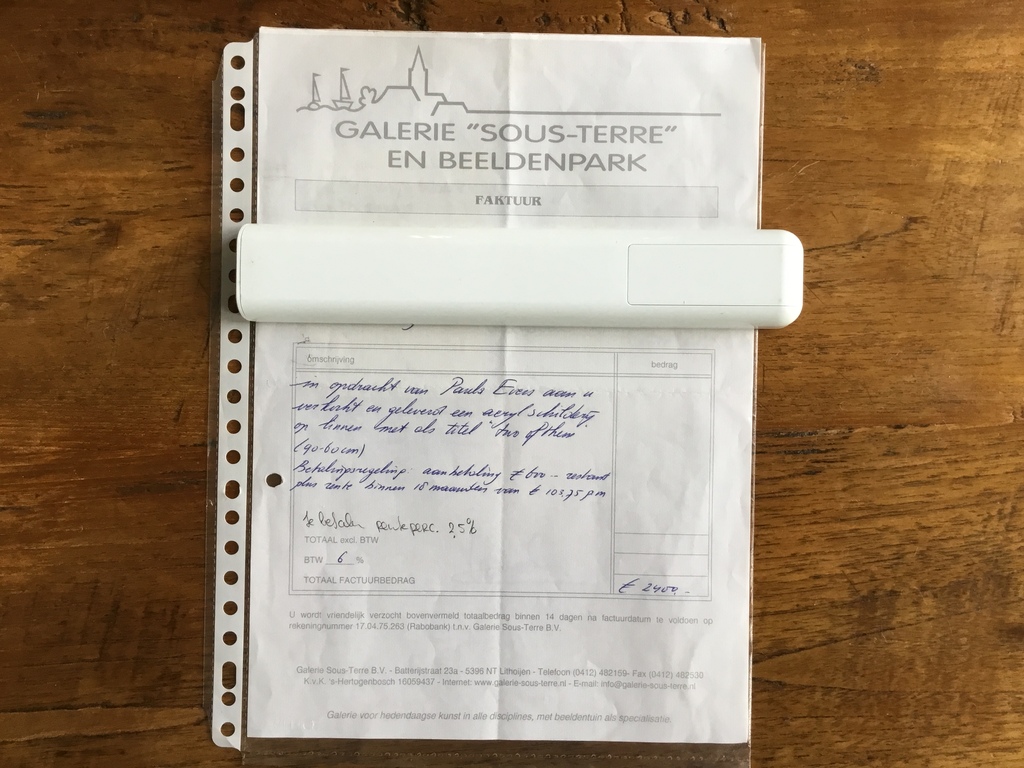 GALERIE "SOUS-TERRE"
EN BEELDENPARK
FAKTUUR
omschrijving
bedrag
in opdracht van Pauls Evers aan u
verkocht en geleverd een acryl schilderij
op linnen met als titel "two of them"
(90-60 cm)
Betalingsregeling: aanbetaling € 600 -- restant
plus rente binnen 18 maanden van € 103,75 pm
te betalen perc. 2,5%
TOTAAL excl. BTW
BTW 6 %
TOTAAL FACTUURBEDRAG
€ 2400,-
U wordt vriendelijk verzocht bovenvermeld totaalbedrag binnen 14 dagen na factuurdatum te voldoen op
rekeningnummer 17.04.75.263 (Rabobank) t.n.v. Galerie Sous-Terre B.V.
Galerie Sous-Terre B.V. - Batterijstraat 23a - 5396 NT Lithoijen - Telefoon (0412) 482159- Fax (0412) 482530
K.v.K. 's-Hertogenbosch 16059437 - Internet: www.galerie-sous-terre.nl - E-mail: info@galerie-sous-terre.nl
Galerie voor hedendaagse kunst in alle disciplines, met beeldentuin als specialisatie.